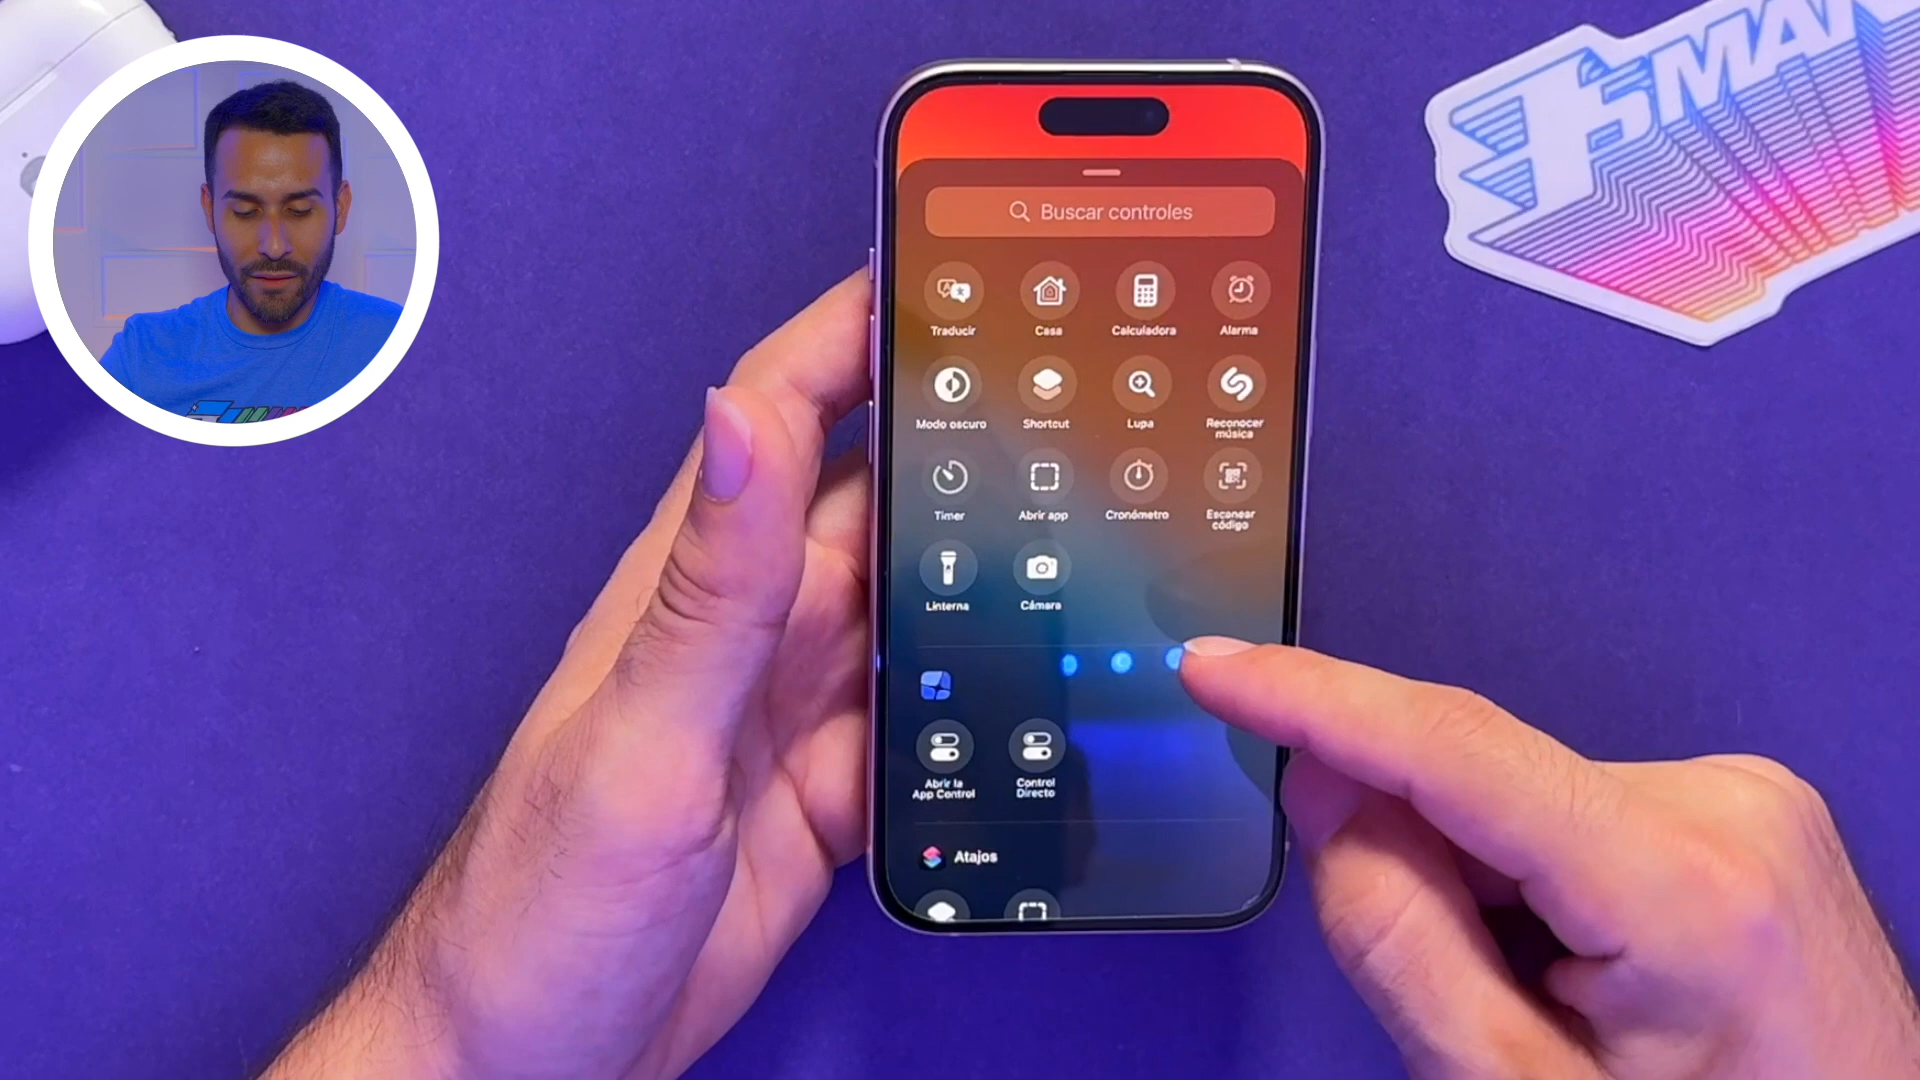 ISMAN
Buscar controles
Traducir
Casa
Calculadora
Alarma
Modo oscuro
Shortcut
Lupa
Reconocer
música
Timer
Abrir app
Cronómetro
Escanear
código
Linterna
Cámara
Abrir la
App Control
Control
Directo
Atajos